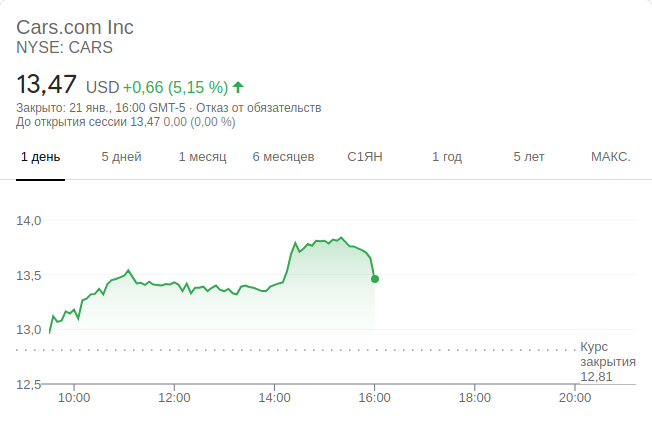 Cars.com Inc
NYSE: CARS
13,47 USD +0,66 (5,15 %)
Закрыто: 21 янв., 16:00 GMT-5 · Отказ от обязательств
До открытия сессии 13,47 0,00 (0,00 %)
1 день 5 дней 1 месяц 6 месяцев С1ЯН 1 год 5 лет МАКС.
14,0
13,5
13,0
Курс
закрытия
12,81
12,5
10:00 12:00 14:00 16:00 18:00 20:00